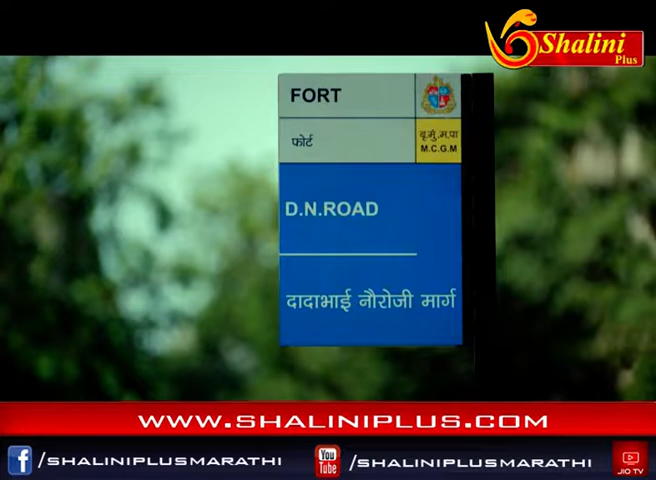 Shalini
Plus
FORT
फोर्ट
बृ.मुं.म.पा
M.C.G.M
D.N.ROAD
दादाभाई नौरोजी मार्ग
WWW.SHALINIPLUS.COM
/SHALINIPLUSMARATHI
You
Tube
/SHALINIPLUSMARATHI
JIO TV